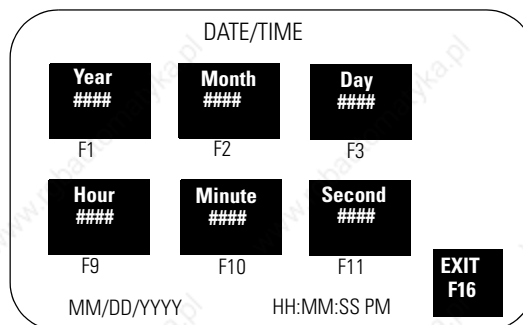 DATE/TIME
Year Month Day
#### #### ####
F1 F2 F3
Hour Minute Second
#### #### ####
F9 F10 F11
EXIT
F16
MM/DD/YYYY HH:MM:SS PM